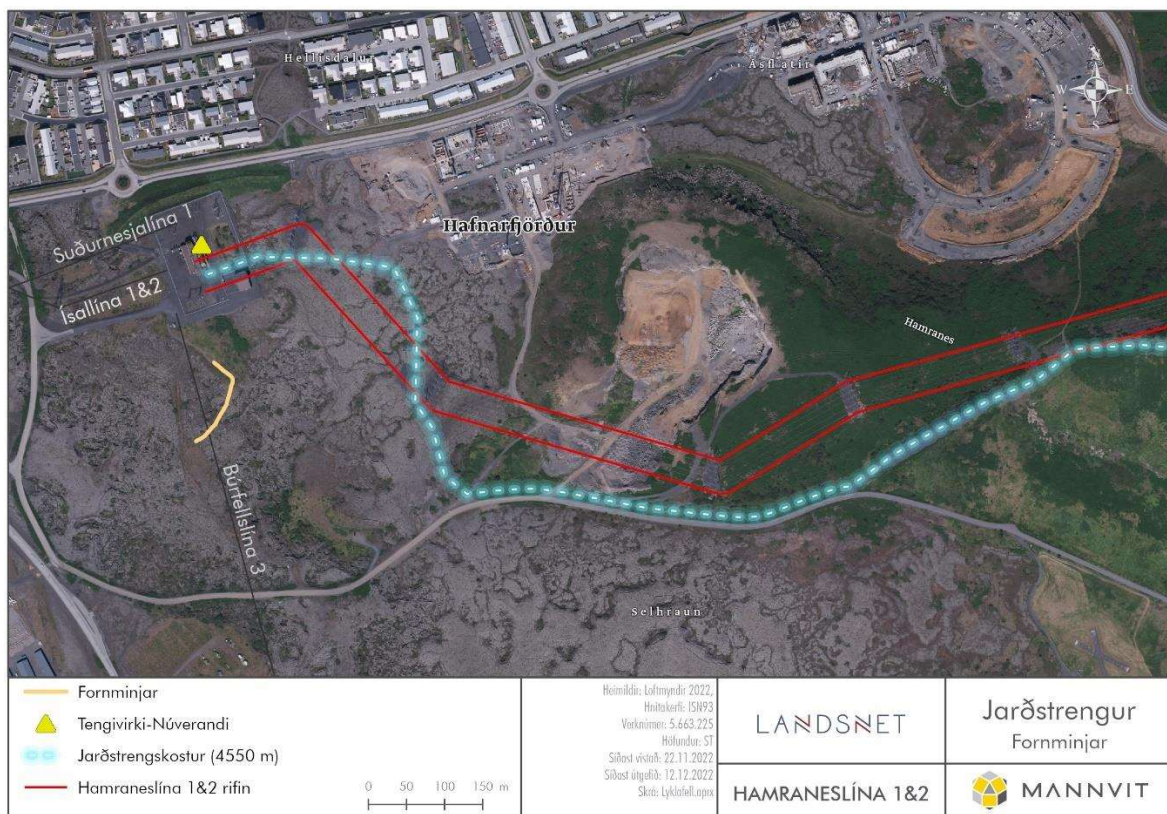 Hellisdalur
Ásflatir
W
E
Hafnarfjörður
Suðurnesjalína 1
Ísallína 1&2
Hamranes
Búrfellslína 3
Selhraun
Fornminjar
Tengivirki-Núverandi
Jarðstrengskostur (4550 m)
Hamraneslína 1&2 rifin
0 50 100 150 m
Heimildir: Loftmyndir 2022,
Hnitakerfi: ISN93
Verknúmer: 5.663.225
Höfundur: ST
Síðast vistað: 22.11.2022
Síðast útgefið: 12.12.2022
Skrá: Lyklafell.aprx
LANDSNET
HAMRANESLÍNA 1&2
Jarðstrengur
Fornminjar
MANNVIT